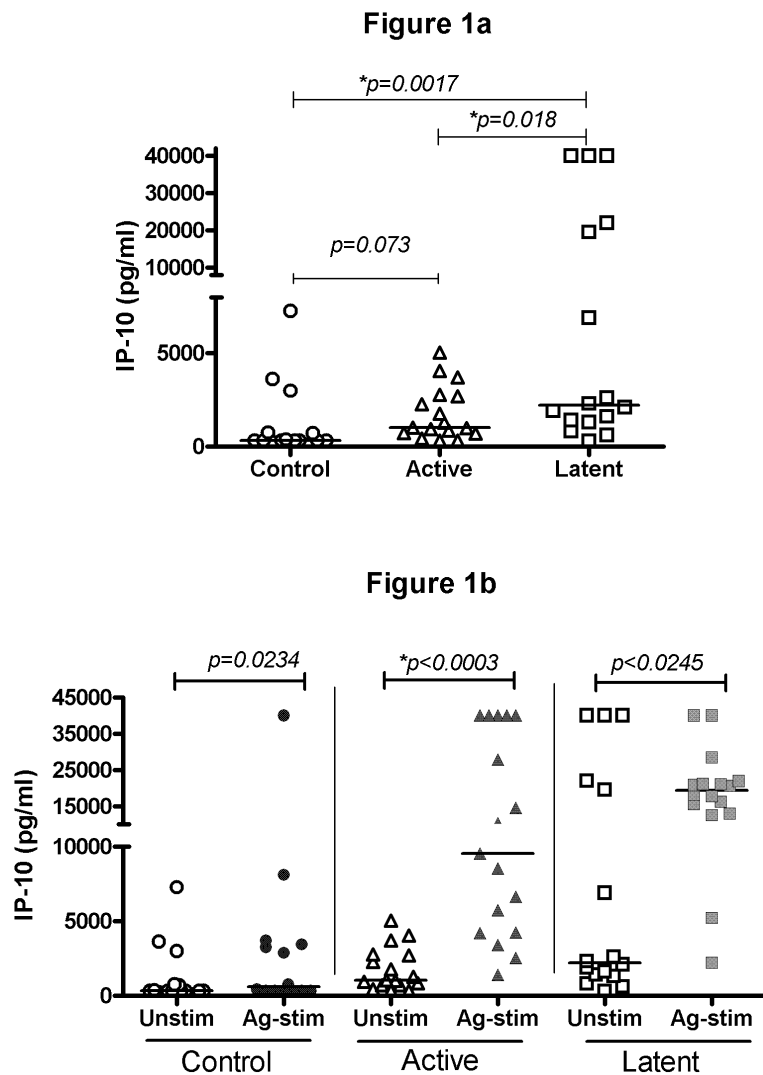 Figure 1a
*p=0.0017
*p=0.018
p=0.073
IP-10 (pg/ml)
40000
30000
20000
10000
5000
0
Control Active Latent
Figure 1b
p=0.0234 *p<0.0003 p<0.0245
IP-10 (pg/ml)
45000
35000
25000
15000
10000
5000
0
Unstim Ag-stim Unstim Ag-stim Unstim Ag-stim
Control Active Latent